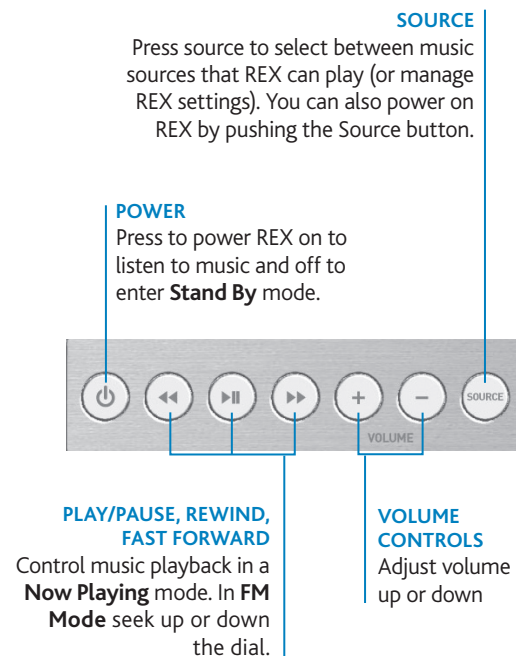 SOURCE
Press source to select between music
sources that REX can play (or manage
REX settings). You can also power on
REX by pushing the Source button.
POWER
Press to power REX on to
listen to music and off to
enter Stand By mode.
SOURCE
VOLUME
PLAY/PAUSE, REWIND,
FAST FORWARD
Control music playback in a
Now Playing mode. In FM
Mode seek up or down
the dial.
VOLUME
CONTROLS
Adjust volume
up or down